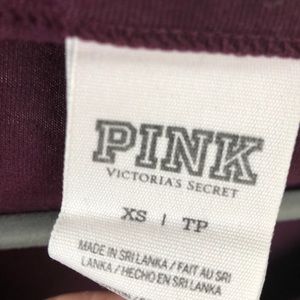 PINK
VICTORIA'S SECRET
XS | TP
MADE IN SRI LANKA / FAIT AU SRI
LANKA / HECHO EN SRI LANKA